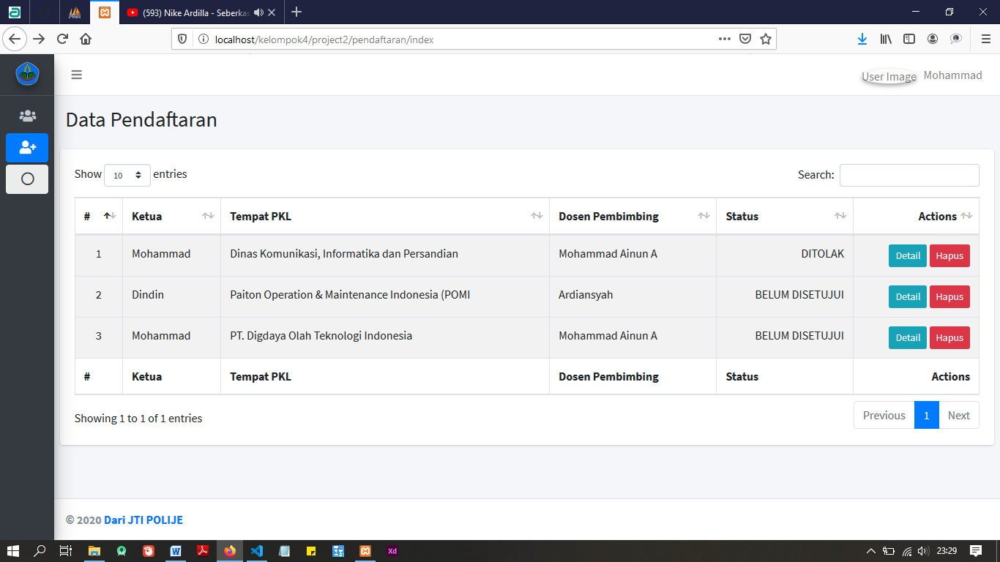 (593) Nike Ardilla - Seberkas
localhost/kelompok4/project2/pendaftaran/index
User Image Mohammad
Data Pendaftaran
Show 10 entries Search:
# Ketua Tempat PKL Dosen Pembimbing Status Actions
1 Mohammad Dinas Komunikasi, Informatika dan Persandian Mohammad Ainun A DITOLAK Detail Hapus
2 Dindin Paiton Operation & Maintenance Indonesia (POMI Ardiansyah BELUM DISETUJUI Detail Hapus
3 Mohammad PT. Digdaya Olah Teknologi Indonesia Mohammad Ainun A BELUM DISETUJUI Detail Hapus
# Ketua Tempat PKL Dosen Pembimbing Status Actions
Showing 1 to 1 of 1 entries Previous 1 Next
© 2020 Dari JTI POLIJE
Xd 23:29